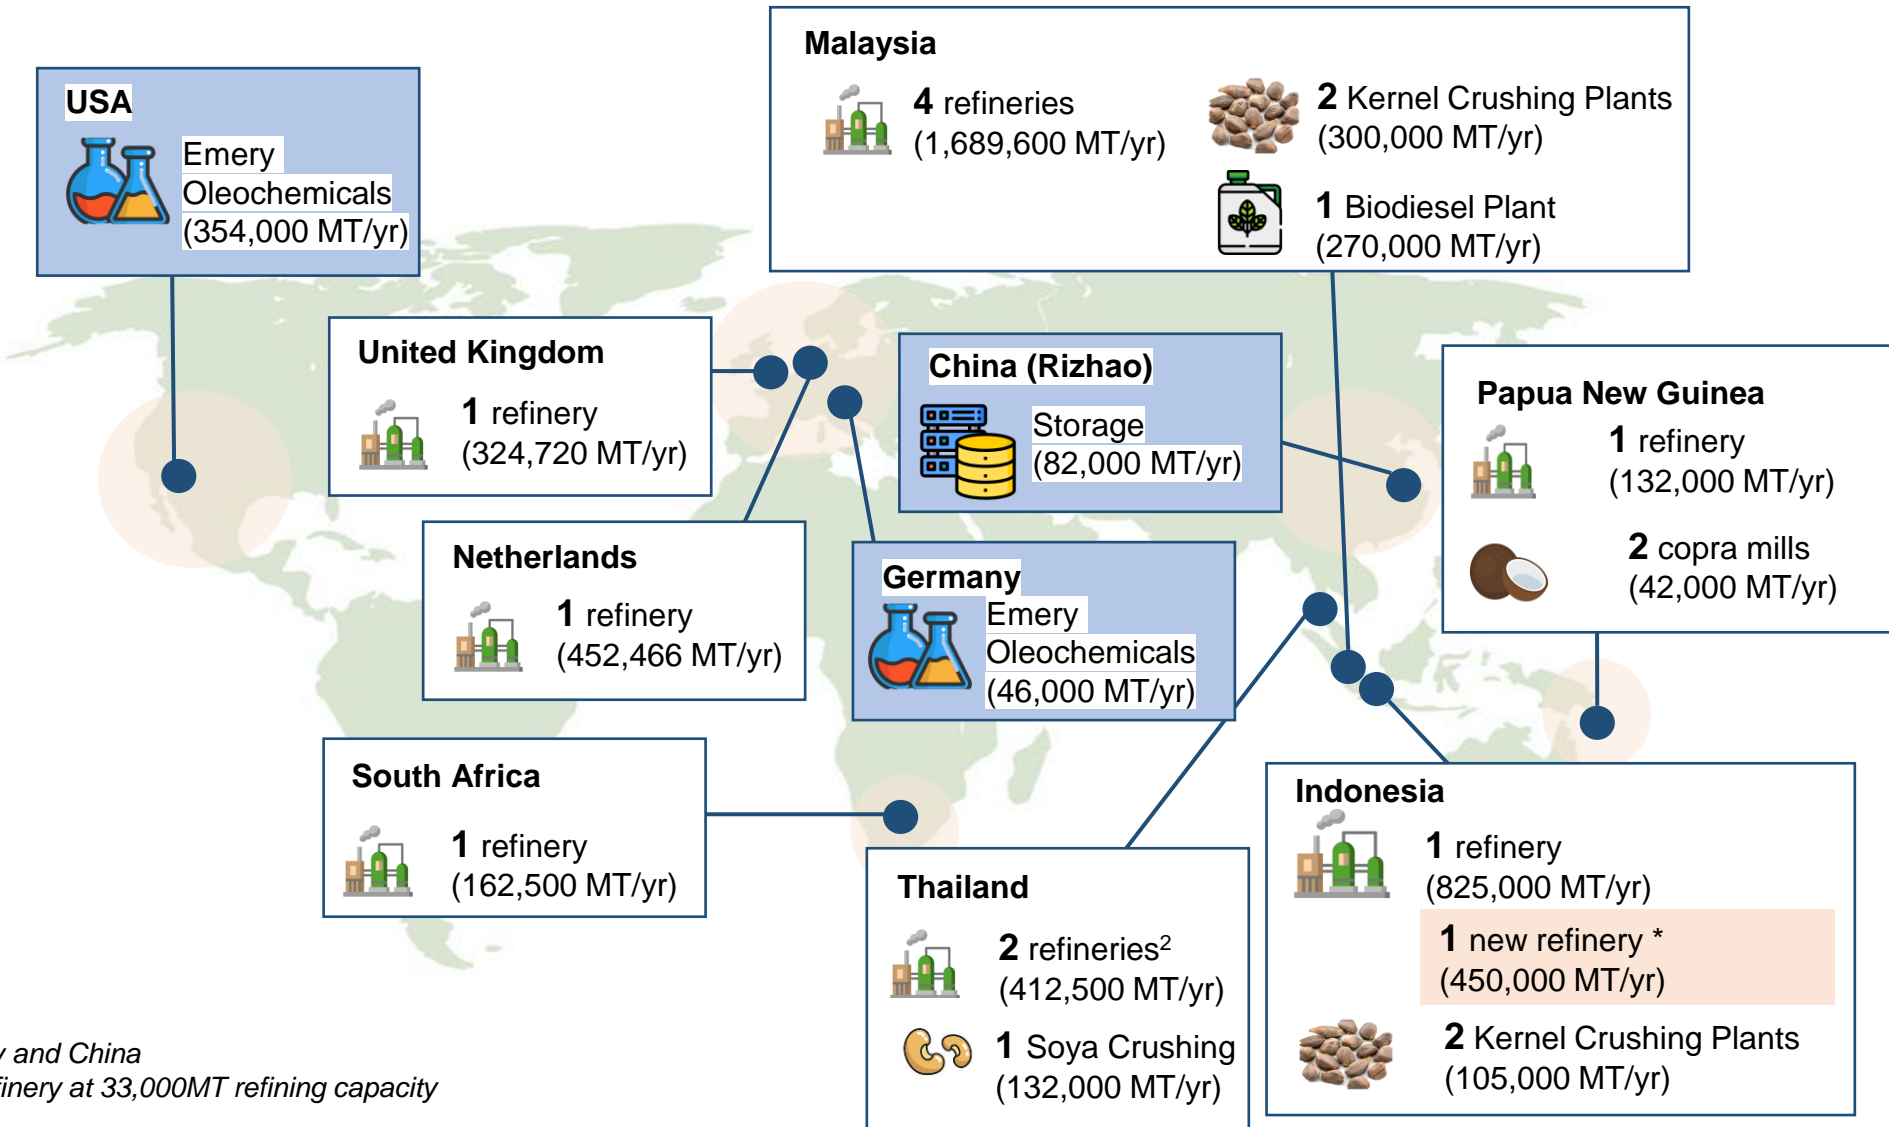 Malaysia
4 refineries
(1,689,600 MT/yr)
2 Kernel Crushing Plants
(300,000 MT/yr)
1 Biodiesel Plant
(270,000 MT/yr)
USA
Emery
Oleochemicals
(354,000 MT/yr)
United Kingdom
1 refinery
(324,720 MT/yr)
China (Rizhao)
Storage
(82,000 MT/yr)
Papua New Guinea
1 refinery
(132,000 MT/yr)
2 copra mills
(42,000 MT/yr)
Netherlands
1 refinery
(452,466 MT/yr)
Germany
Emery
Oleochemicals
(46,000 MT/yr)
South Africa
1 refinery
(162,500 MT/yr)
Thailand
2 refineries²
(412,500 MT/yr)
1 Soya Crushing
(132,000 MT/yr)
Indonesia
1 refinery
(825,000 MT/yr)
1 new refinery *
(450,000 MT/yr)
2 Kernel Crushing Plants
(105,000 MT/yr)
and China
at 33,000MT refining capacity